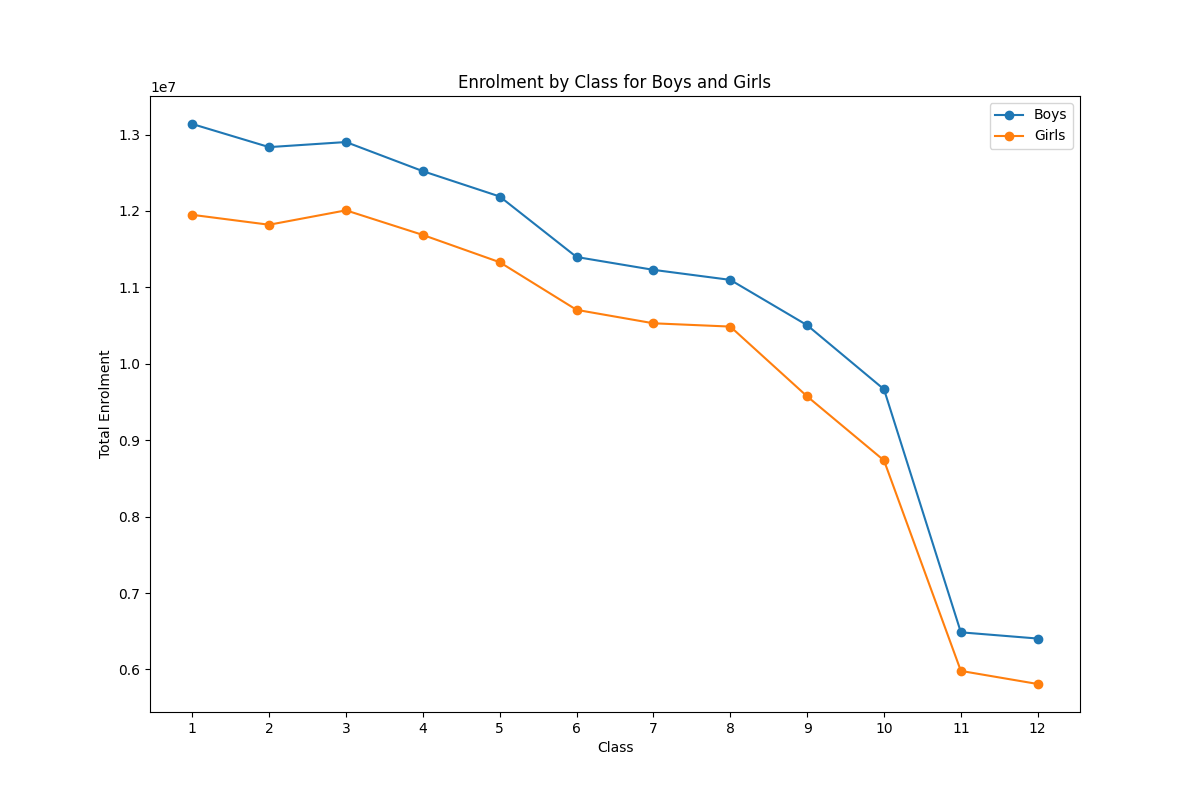 Enrolment by Class for Boys and Girls
1e7
Boys
Girls
1.3
1.2
1.1
1.0
0.9
0.8
0.7
0.6
Total Enrolment
1 2 3 4 5 6 7 8 9 10 11 12
Class